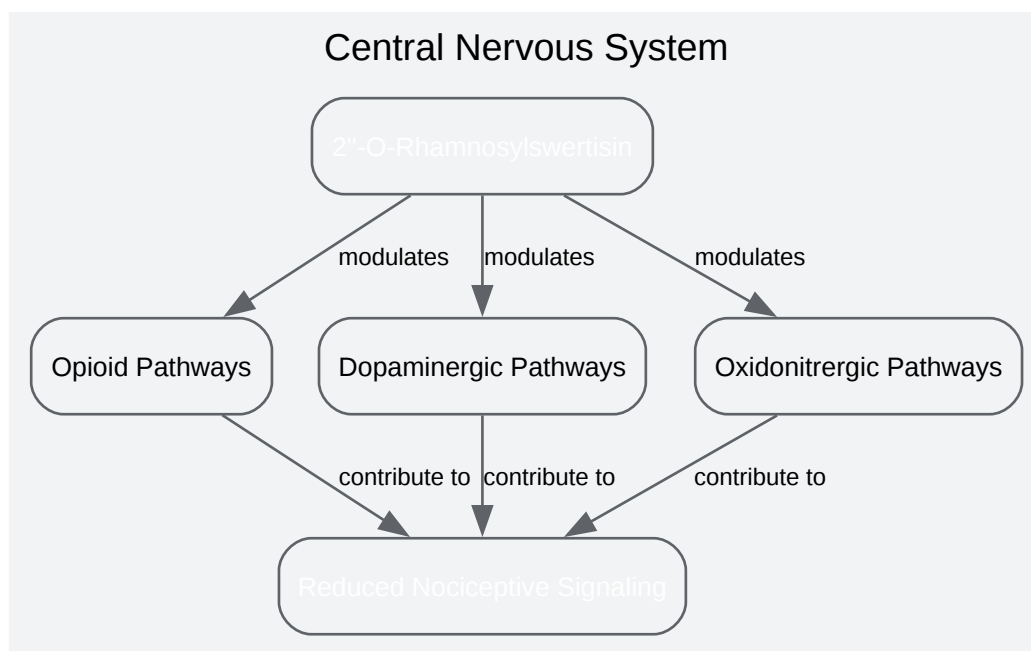 Central Nervous System
2"-O-Rhamnosylswertisin
modulates modulates modulates
Opioid Pathways Dopaminergic Pathways Oxidonitrergic Pathways
contribute to contribute to contribute to
Reduced Nociceptive Signaling